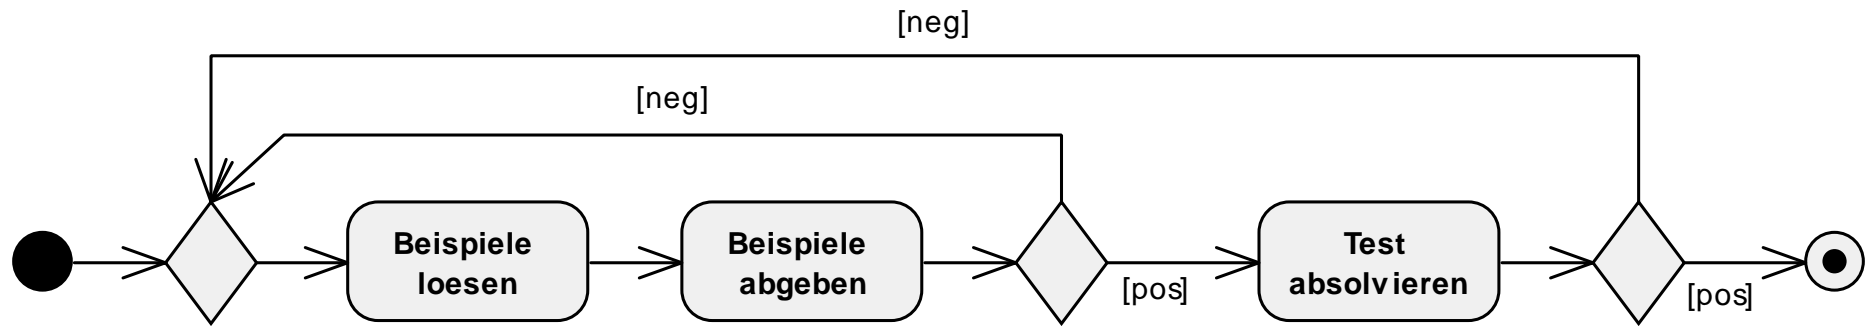 [neg]
[neg]
Beispiele
loesen
Beispiele
abgeben
[pos]
Test
absolvieren
[pos]